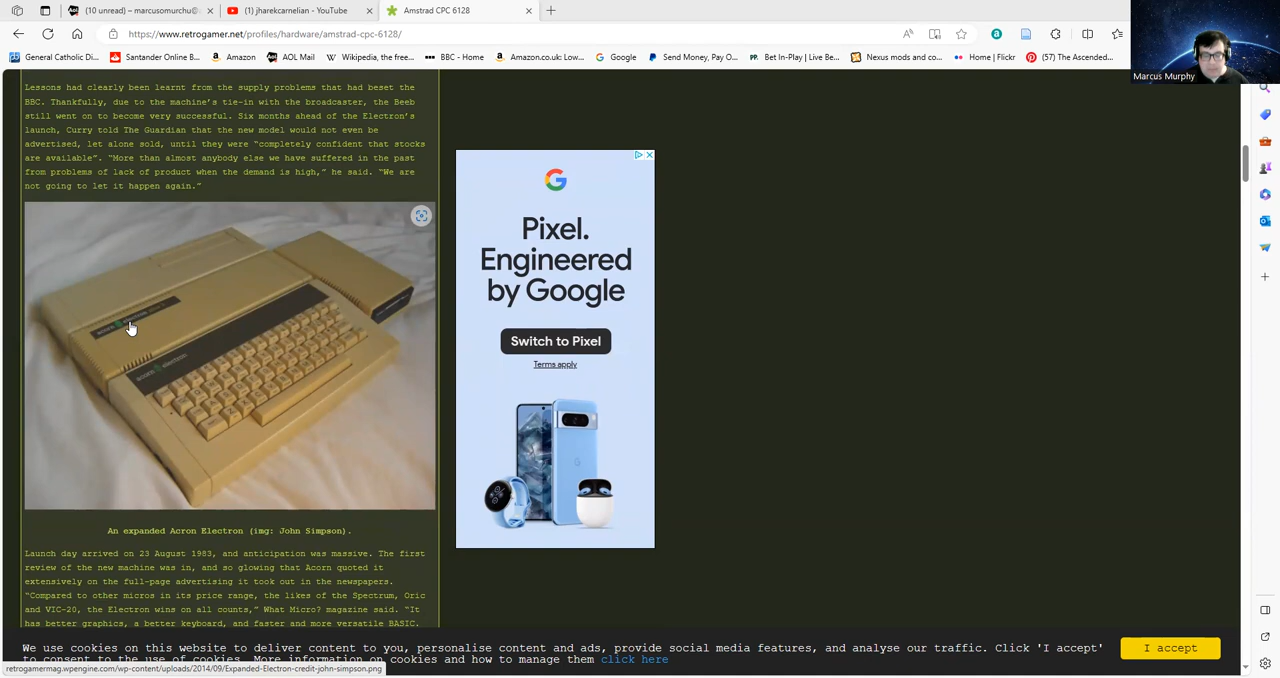 (10 unread) – marcusomurchu@
(1) jharekcarnelian - YouTube
Amstrad CPC 6128
https://www.retrogamer.net/profiles/hardware/amstrad-cpc-6128/
General Catholic Di...
Santander Online B...
Amazon
AOL Mail
Wikipedia, the free...
BBC - Home
Amazon.co.uk: Low...
Google
Send Money, Pay O...
Bet In-Play | Live Be...
Nexus mods and co...
Home | Flickr
(57) The Ascended...
Marcus Murphy
Lessons had clearly been learnt from the supply problems that had beset the
BBC. Thankfully, due to the machine's tie-in with the broadcaster, the Beeb
still went on to become very successful. Six months ahead of the Electron's
launch, Curry told The Guardian that the new model would not even be
advertised, let alone sold, until they were "completely confident that stocks
are available". "More than almost anybody else we have suffered in the past
from problems of lack of product when the demand is high," he said. "We are
not going to let it happen again."
acorn electron
An expanded Acron Electron (img: John Simpson).
Launch day arrived on 23 August 1983, and anticipation was massive. The first
review of the new machine was in, and so glowing that Acorn quoted it
extensively on the full-page advertising it took out in the newspapers.
"Compared to other micros in its price range, the likes of the Spectrum, Oric
and VIC-20, the Electron wins on all counts," What Micro? magazine said. "It
has better graphics, a better keyboard, and faster and more versatile BASIC.
Pixel.
Engineered
by Google
Switch to Pixel
Terms apply
We use cookies on this website to deliver content to you, personalise content and ads, provide social media features, and analyse our traffic. Click 'I accept'
to consent to the use of cookies. More information on cookies and how to manage them click here
I accept
retrogamermag.wpengine.com/wp-content/uploads/2014/09/Expanded-Electron-credit-john-simpson.png